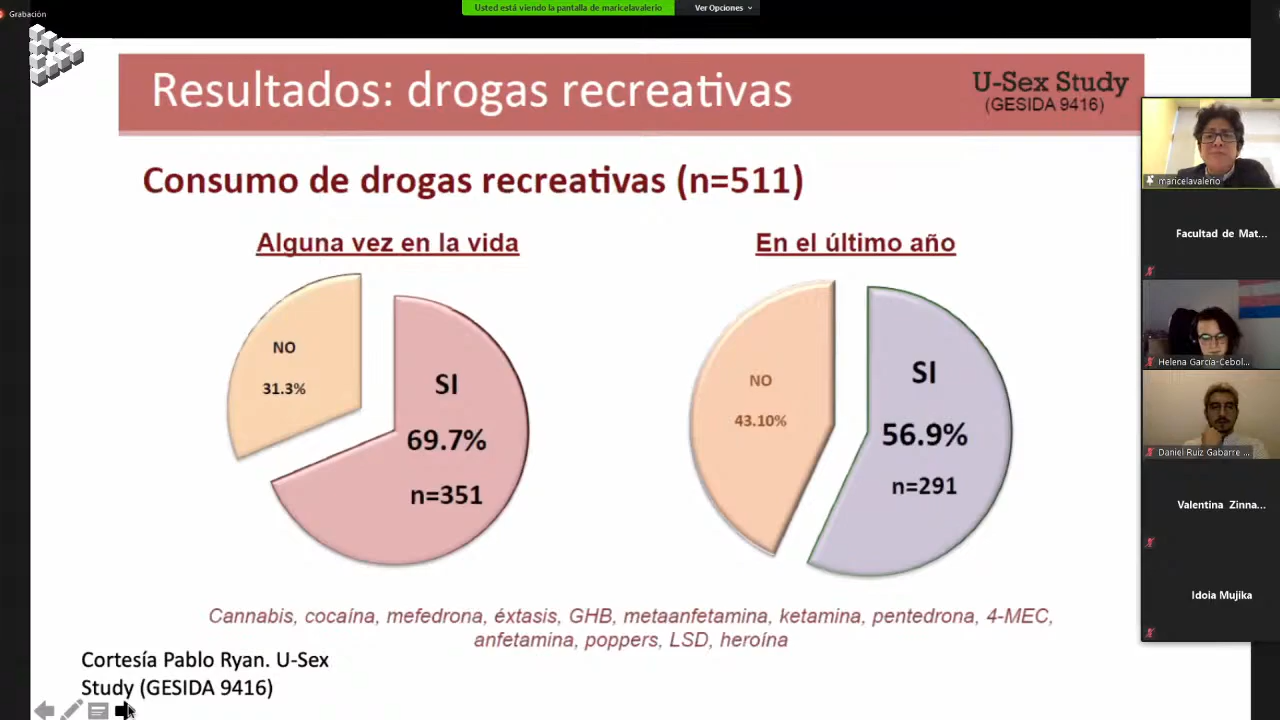 Grabación
Usted está viendo la pantalla de maricelavalerio
Ver Opciones
Resultados: drogas recreativas
U-Sex Study
(GESIDA 9416)
Consumo de drogas recreativas (n=511)
Alguna vez en la vida
En el último año
NO
31.3%
SI
69.7%
n=351
NO
43.10%
SI
56.9%
n=291
Cannabis, cocaína, mefedrona, éxtasis, GHB, metaanfetamina, ketamina, pentedrona, 4-MEC,
anfetamina, poppers, LSD, heroína
Cortesía Pablo Ryan. U-Sex
Study (GESIDA 9416)
maricelavalerio
Facultad de Mat...
Helena García-Cebol...
Daniel Ruiz Gabarre ...
Valentina Zinna...
Idoia Mujika